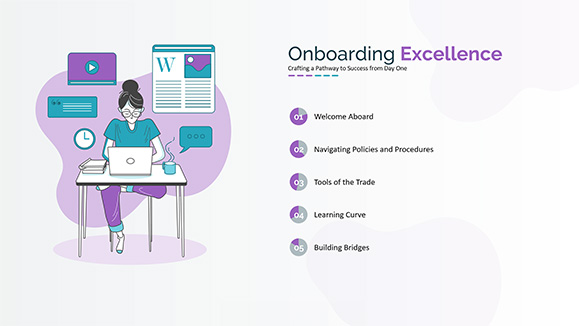 W
Onboarding Excellence
Crafting a Pathway to Success from Day One
01 Welcome Aboard
02 Navigating Policies and Procedures
03 Tools of the Trade
04 Learning Curve
05 Building Bridges